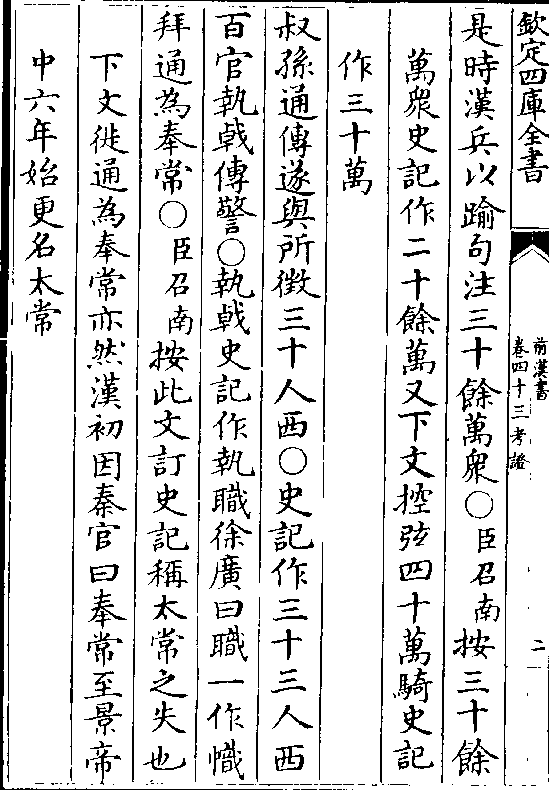 欽定四庫全書
前漢書
卷四十三考證
二
是時漢兵以踰句注三十餘萬衆○臣召南按三十餘
萬衆史記作二十餘萬又下文控弦四十萬騎史記
作三十萬
叔孫通傳遂與所徴三十人西○史記作三十三人西
百官執戟傳警○執戟史記作執職徐廣曰職一作幟
拜通為奉常○臣召南按此文訂史記稱太常之失也
下文徙通為奉常亦然漢初因秦官曰奉常至景帝
中六年始更名太常